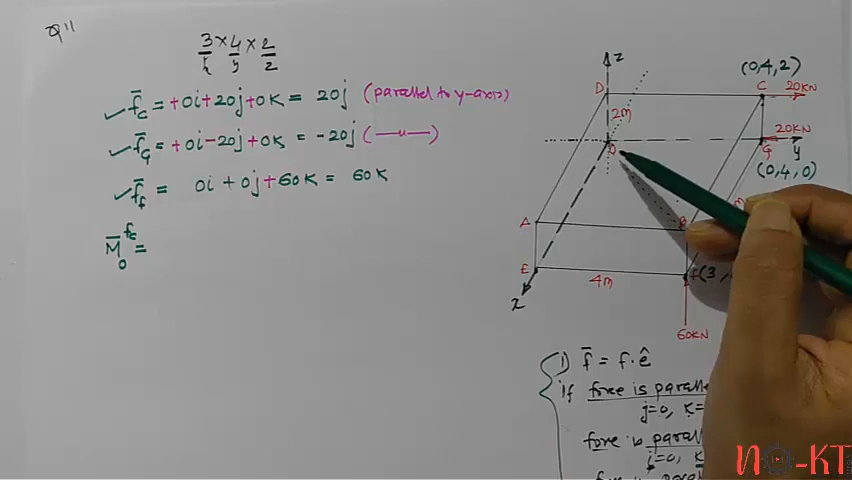 Q11
3/x × 4/y × 2/z
f̄c = +0i+20j+0K = 20j (parallel to y-axis)
f̄G = +0i-20j+0K = -20j (—〃—)
f̄f = 0i + 0j+60K = 60K
M̄o^fc =
z
(0,4,2)
D
C
20KN
2M
20KN
O
G
y
(0,4,0)
A
B
E
4M
f(3,
x
60KN
1) f̄ = f·ê
If force is paralle
j=0, K=
force is parall
i=0, K
NO-KT